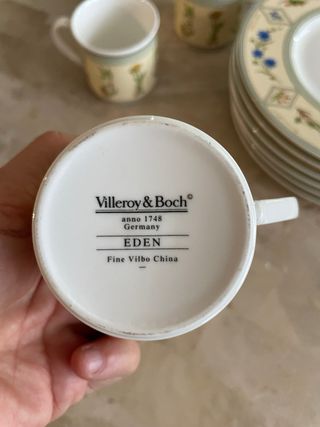 Villeroy & Boch©
anno 1748
Germany
EDEN
Fine Vilbo China